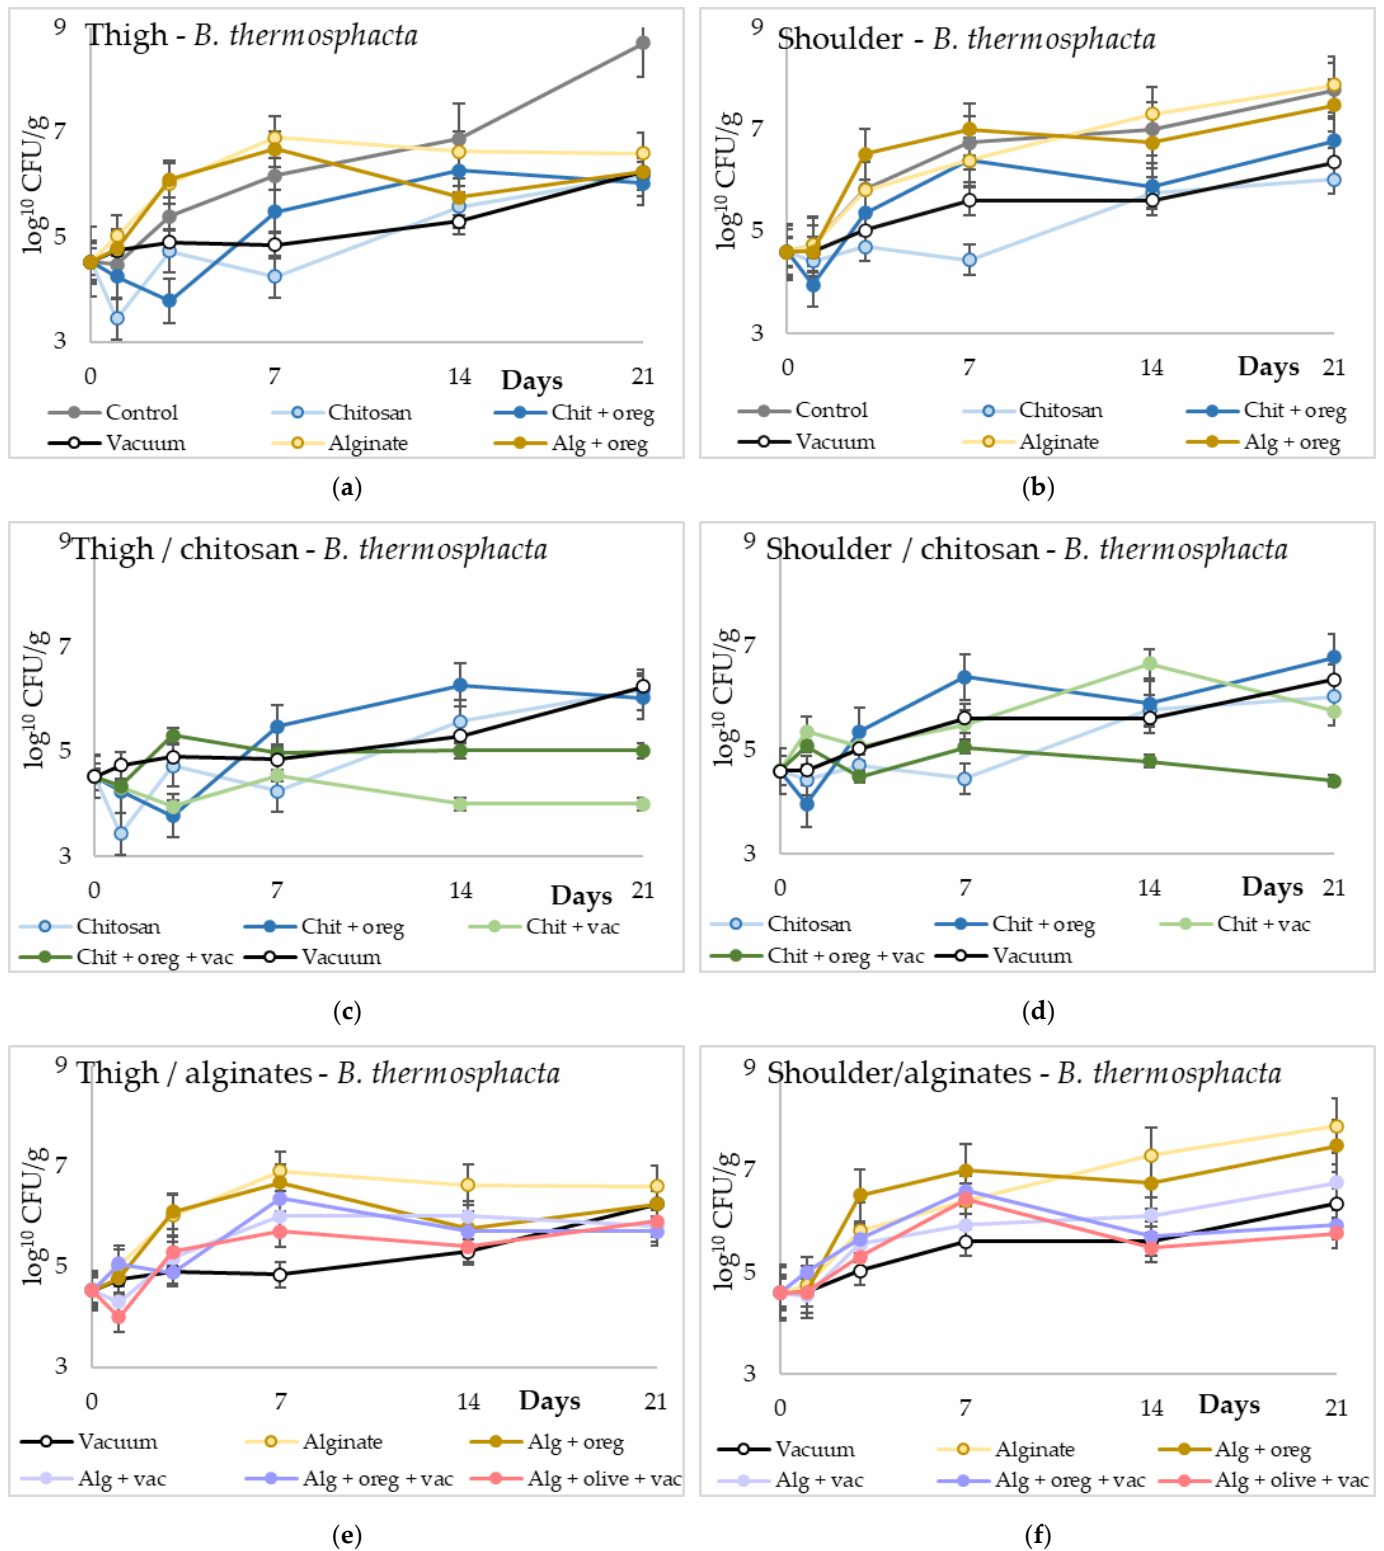 Thigh - B. thermosphacta
9
7
5
3
log10 CFU/g
0 7 14 Days 21
Control Chitosan Chit + oreg
Vacuum Alginate Alg + oreg
(a)
Shoulder - B. thermosphacta
9
7
5
3
log10 CFU/g
0 7 14 Days 21
Control Chitosan Chit + oreg
Vacuum Alginate Alg + oreg
(b)
Thigh / chitosan - B. thermosphacta
9
7
5
3
log10 CFU/g
0 7 14 Days 21
Chitosan Chit + oreg Chit + vac
Chit + oreg + vac Vacuum
(c)
Shoulder / chitosan - B. thermosphacta
9
7
5
3
log10 CFU/g
0 7 14 Days 21
Chitosan Chit + oreg Chit + vac
Chit + oreg + vac Vacuum
(d)
Thigh / alginates - B. thermosphacta
9
7
5
3
log10 CFU/g
0 7 14 Days 21
Vacuum Alginate Alg + oreg
Alg + vac Alg + oreg + vac Alg + olive + vac
(e)
Shoulder/alginates - B. thermosphacta
9
7
5
3
log10 CFU/g
0 7 14 Days 21
Vacuum Alginate Alg + oreg
Alg + vac Alg + oreg + vac Alg + olive + vac
(f)